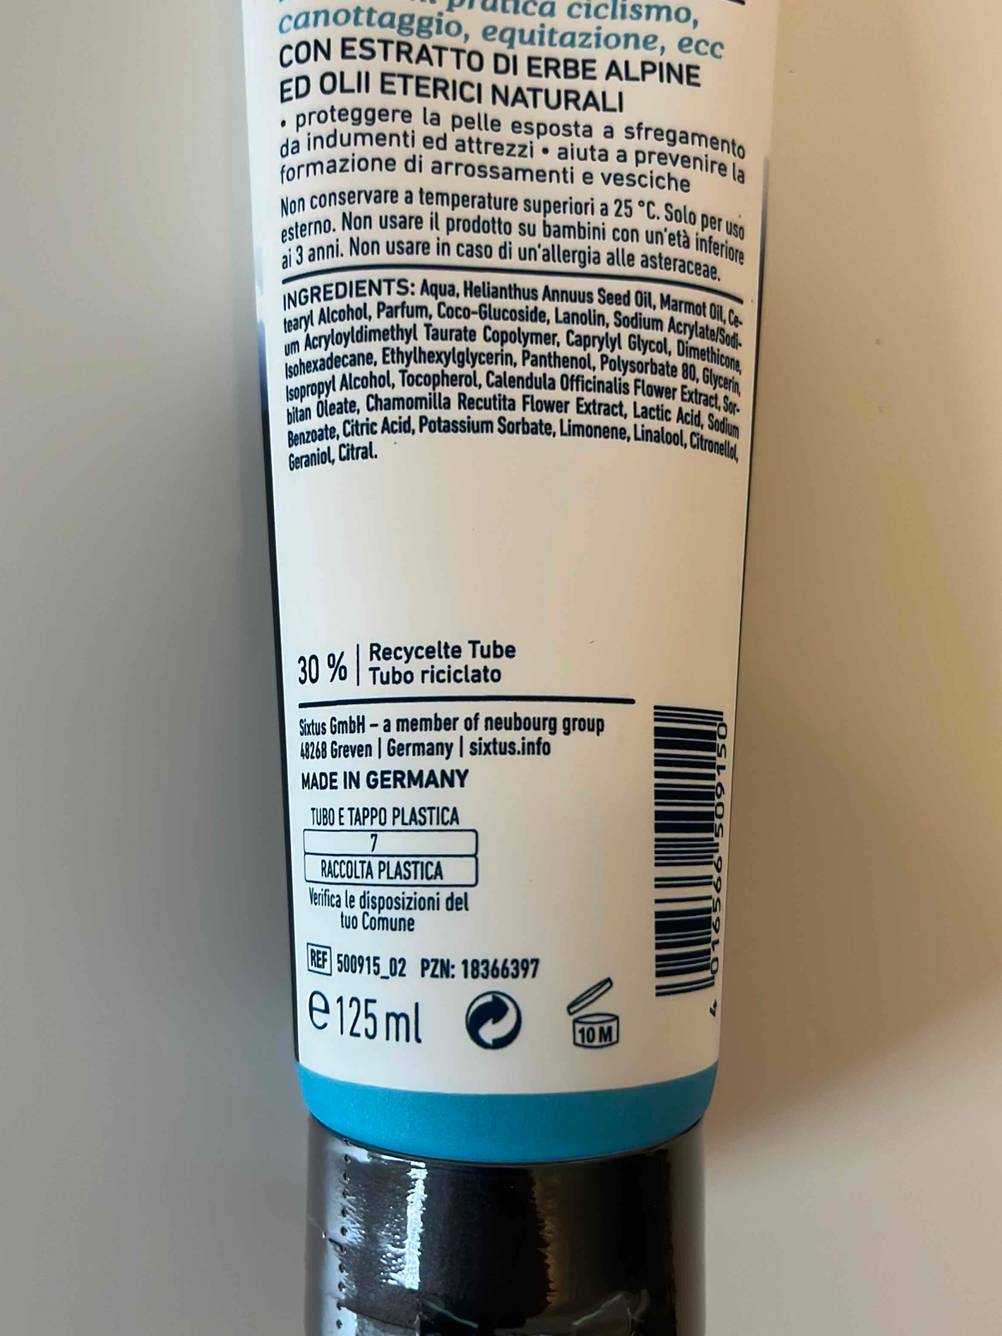 pratica ciclismo,
canottaggio, equitazione, ecc
CON ESTRATTO DI ERBE ALPINE
ED OLII ETERICI NATURALI
• proteggere la pelle esposta a sfregamento
da indumenti ed attrezzi • aiuta a prevenire la
formazione di arrossamenti e vesciche
Non conservare a temperature superiori a 25 °C. Solo per uso
esterno. Non usare il prodotto su bambini con un'età inferiore
ai 3 anni. Non usare in caso di un'allergia alle asteraceae.
INGREDIENTS: Aqua, Helianthus Annuus Seed Oil, Marmot Oil, Ce-
tearyl Alcohol, Parfum, Coco-Glucoside, Lanolin, Sodium Acrylate/Sodi-
um Acryloyldimethyl Taurate Copolymer, Caprylyl Glycol, Dimethicone,
Isohexadecane, Ethylhexylglycerin, Panthenol, Polysorbate 80, Glycerin,
Isopropyl Alcohol, Tocopherol, Calendula Officinalis Flower Extract, Sor-
bitan Oleate, Chamomilla Recutita Flower Extract, Lactic Acid, Sodium
Benzoate, Citric Acid, Potassium Sorbate, Limonene, Linalool, Citronellol,
Geraniol, Citral.
30 % | Recycelte Tube
Tubo riciclato
Sixtus GmbH – a member of neubourg group
48268 Greven | Germany | sixtus.info
MADE IN GERMANY
TUBO E TAPPO PLASTICA
7
RACCOLTA PLASTICA
Verifica le disposizioni del
tuo Comune
REF 500915_02 PZN: 18366397
e 125 ml
10 M
4 016566 509150